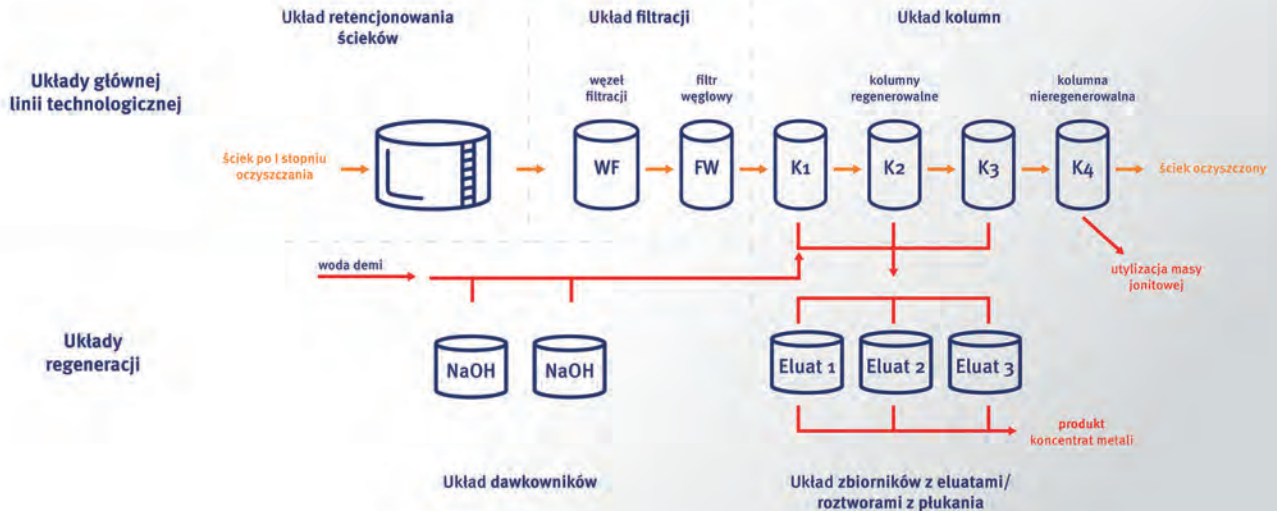 Układ retencjonowania
ścieków
Układ filtracji
Układ kolumn
Układy głównej
linii technologicznej
węzeł
filtracji
filtr
węglowy
kolumny
regenerowalne
kolumna
nieregenerowalna
ściek po I stopniu
oczyszczania
WF
FW
K1
K2
K3
K4
ściek oczyszczony
woda demi
utylizacja masy
jonitowej
Układy
regeneracji
NaOH
NaOH
Eluat 1
Eluat 2
Eluat 3
produkt
koncentrat metali
Układ dawkowników
Układ zbiorników z eluatami/
roztworami z płukania